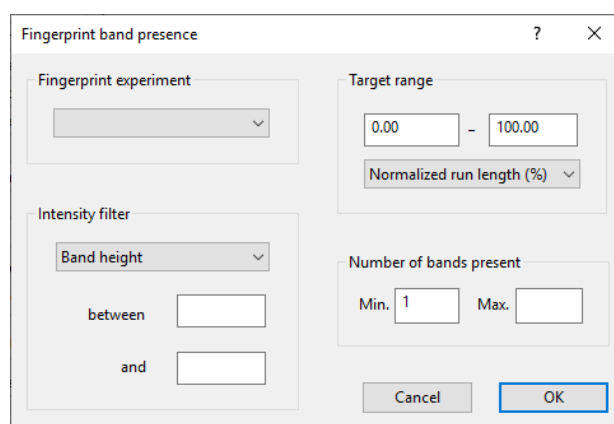 Fingerprint band presence ? ×
Fingerprint experiment
Target range
0.00 - 100.00
Normalized run length (%)
Intensity filter
Band height
between
and
Number of bands present
Min. 1 Max.
Cancel OK